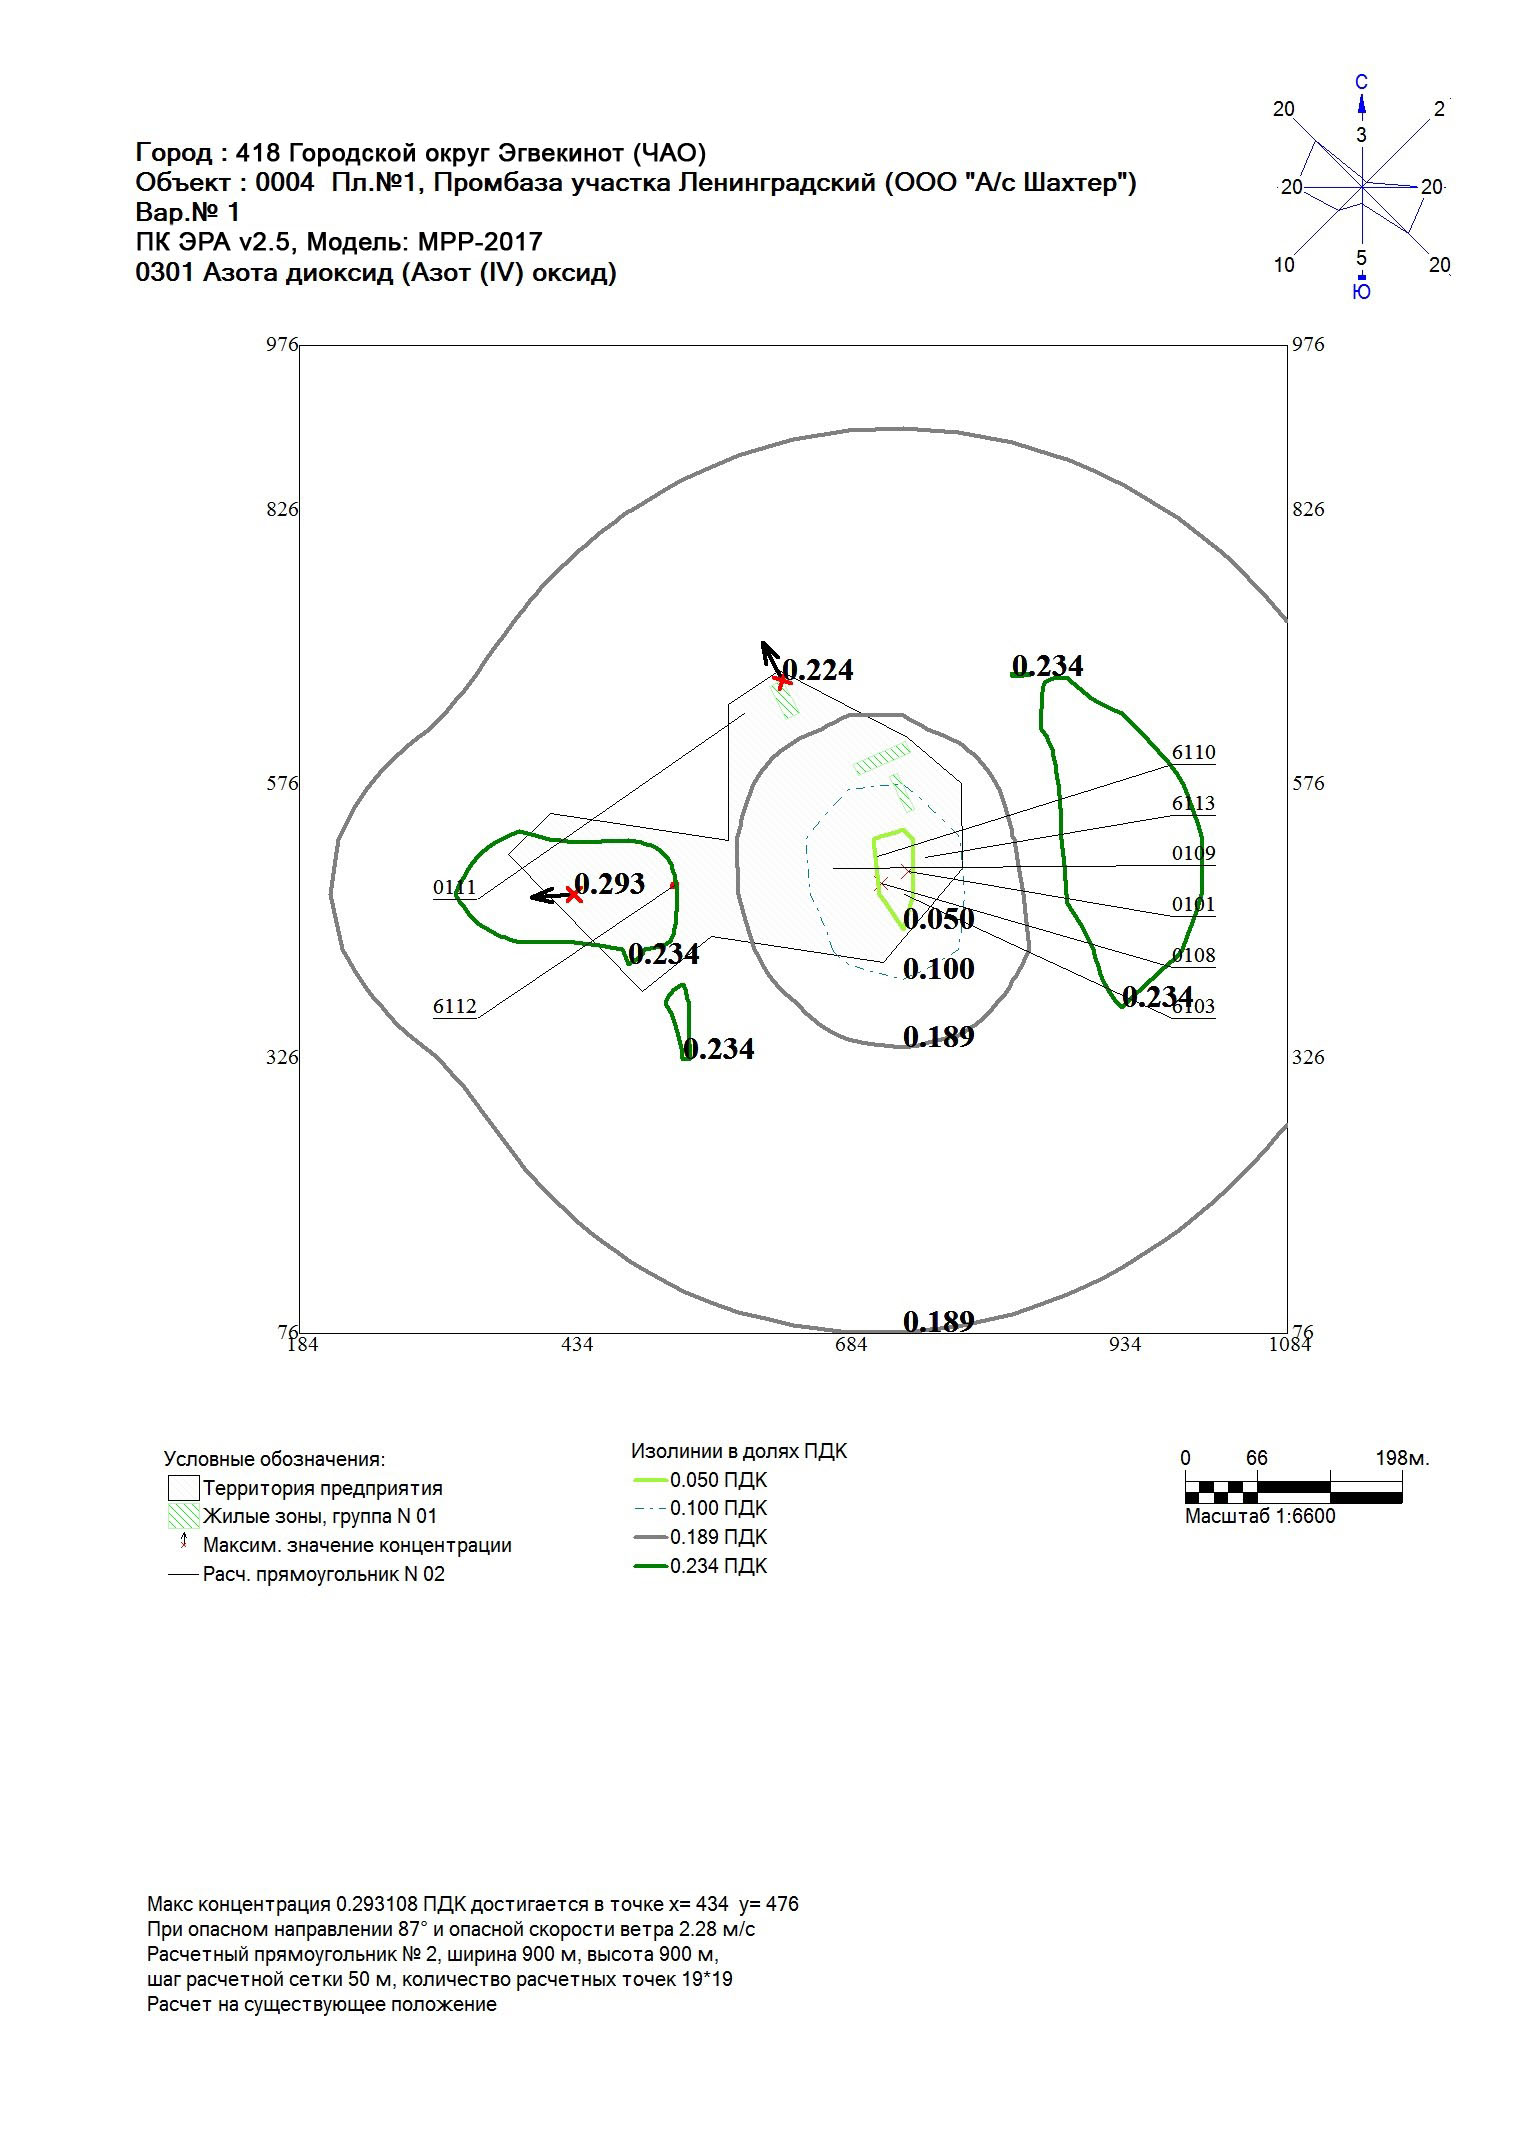 С
20
2
3
20
20
10
5
20
Ю
Город : 418 Городской округ Эгвекинот (ЧАО)
Объект : 0004 Пл.№1, Промбаза участка Ленинградский (ООО "А/с Шахтер")
Вар.№ 1
ПК ЭРА v2.5, Модель: МРР-2017
0301 Азота диоксид (Азот (IV) оксид)
976
976
826
826
0.224
0.234
6110
576
576
6113
0109
0111
0.293
0101
0.050
0.234
0108
0.100
0.234
6112
6103
0.189
0.234
326
326
0.189
76
76
184
434
684
934
1084
Условные обозначения:
Территория предприятия
Жилые зоны, группа N 01
Максим. значение концентрации
Расч. прямоугольник N 02
Изолинии в долях ПДК
0.050 ПДК
0.100 ПДК
0.189 ПДК
0.234 ПДК
0 66 198м.
Масштаб 1:6600
Макс концентрация 0.293108 ПДК достигается в точке x= 434 y= 476
При опасном направлении 87° и опасной скорости ветра 2.28 м/с
Расчетный прямоугольник № 2, ширина 900 м, высота 900 м,
шаг расчетной сетки 50 м, количество расчетных точек 19*19
Расчет на существующее положение